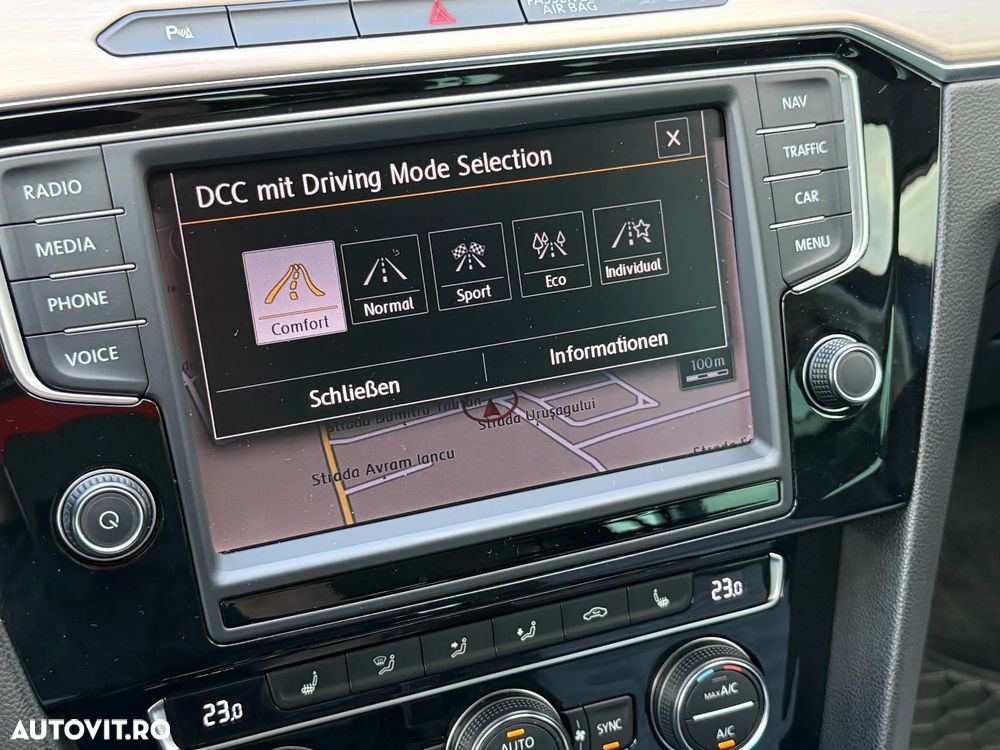 AIR BAG
RADIO
MEDIA
PHONE
VOICE
NAV
TRAFFIC
CAR
MENU
DCC mit Driving Mode Selection
X
Comfort
Normal
Sport
Eco
Individual
Schließen
Informationen
100m
Strada Dumitru
Strada Urușagului
Strada Avram Iancu
Strada
23.0
23.0
SYNC
AUTO
MAX A/C
A/C
AUTOVIT.RO